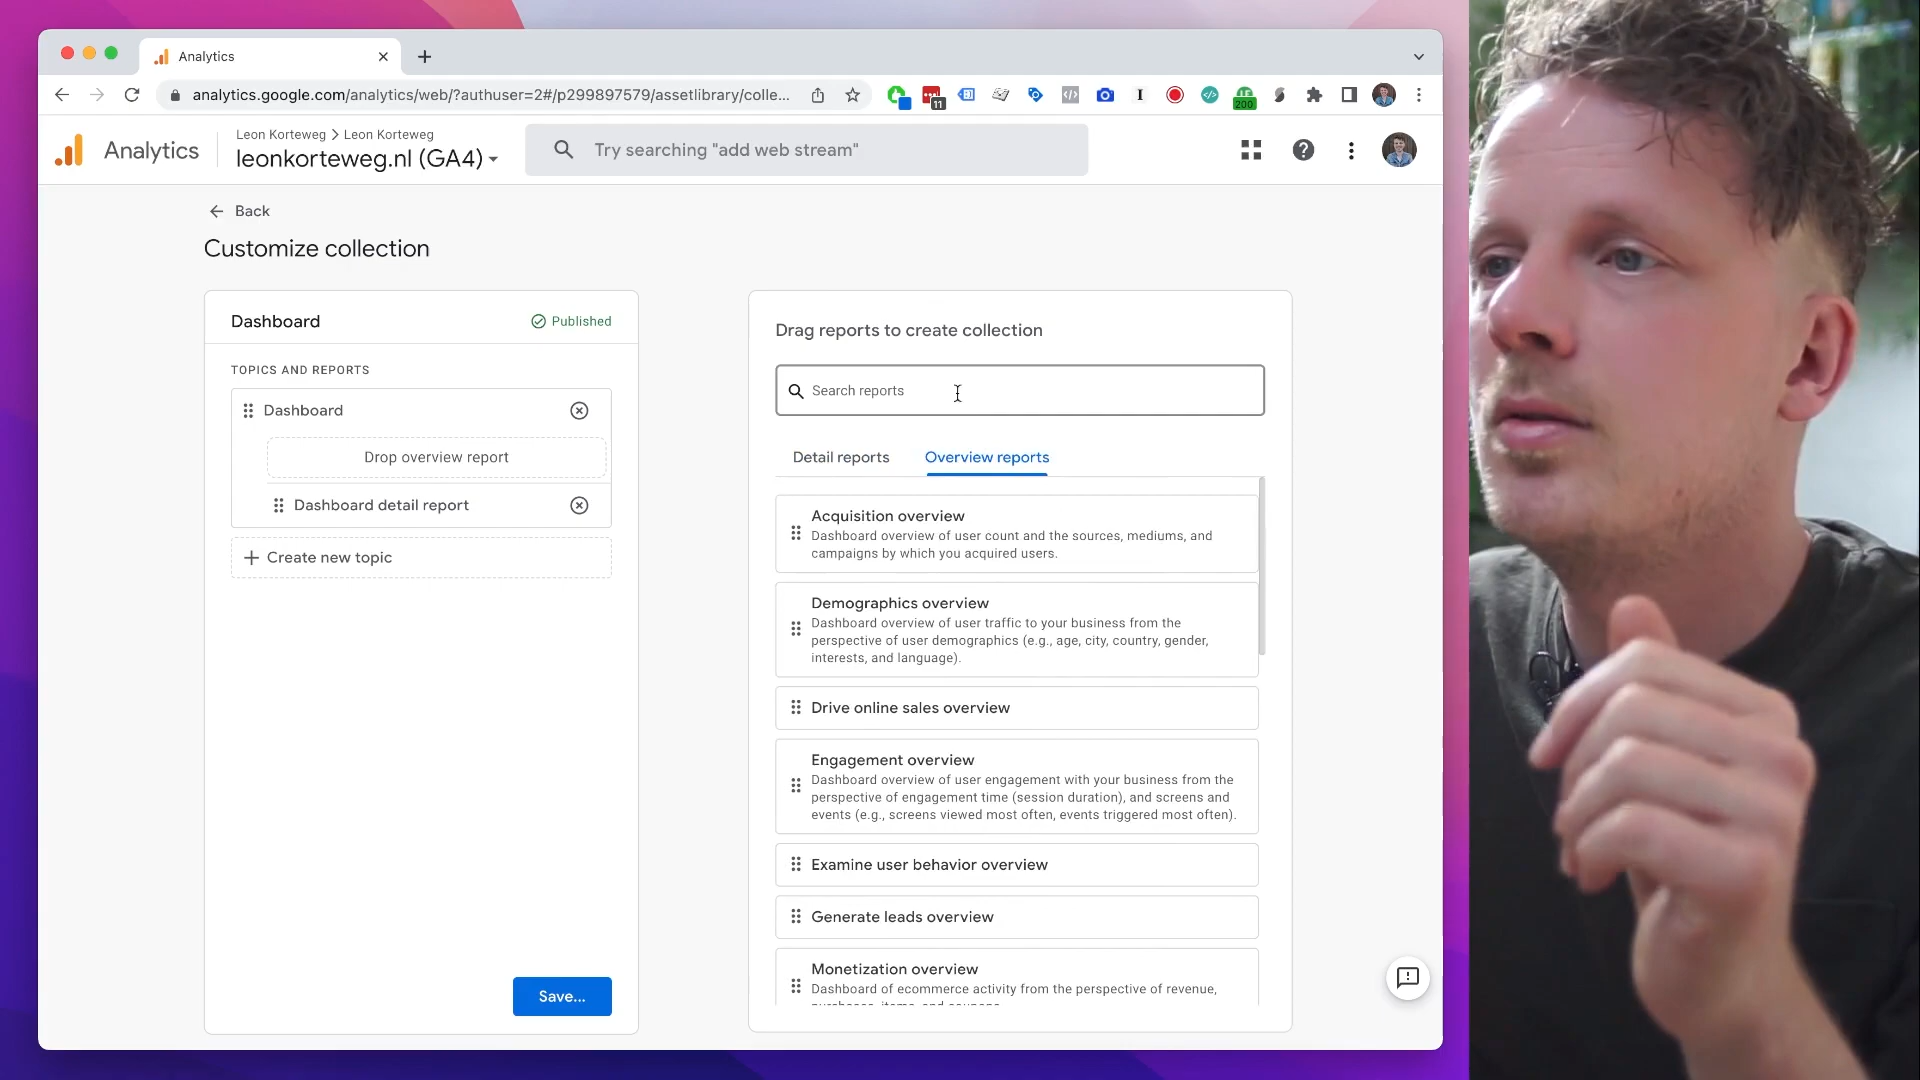 Analytics
analytics.google.com/analytics/web/?authuser=2#/p299897579/assetlibrary/colle...
11
200
Analytics
Leon Korteweg > Leon Korteweg
leonkorteweg.nl (GA4)
Try searching "add web stream"
Back
Customize collection
Dashboard
Published
TOPICS AND REPORTS
Dashboard
Drop overview report
Dashboard detail report
Create new topic
Save...
Drag reports to create collection
Search reports
Detail reports
Overview reports
Acquisition overview
Dashboard overview of user count and the sources, mediums, and
campaigns by which you acquired users.
Demographics overview
Dashboard overview of user traffic to your business from the
perspective of user demographics (e.g., age, city, country, gender,
interests, and language).
Drive online sales overview
Engagement overview
Dashboard overview of user engagement with your business from the
perspective of engagement time (session duration), and screens and
events (e.g., screens viewed most often, events triggered most often).
Examine user behavior overview
Generate leads overview
Monetization overview
Dashboard of ecommerce activity from the perspective of revenue,